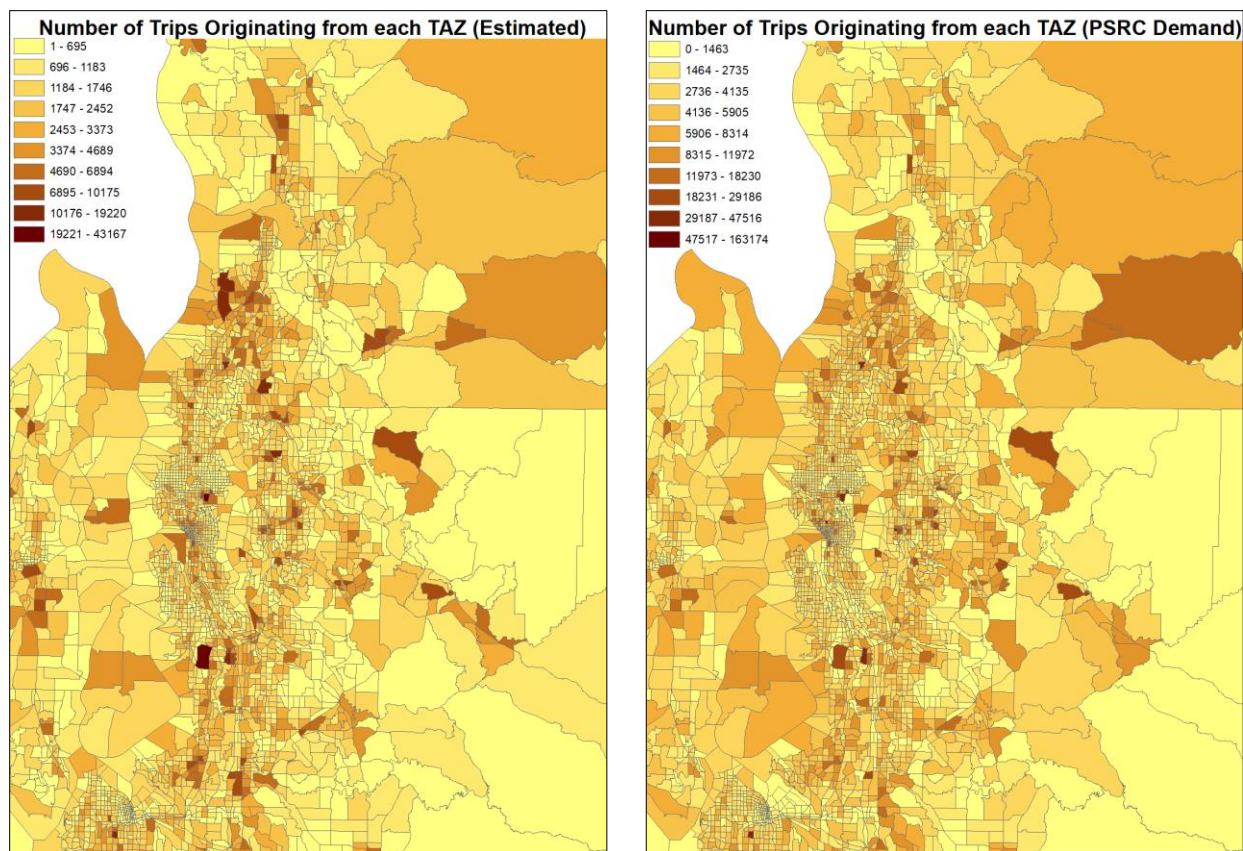 Number of Trips Originating from each TAZ (Estimated)
1 - 695
696 - 1183
1184 - 1746
1747 - 2452
2453 - 3373
3374 - 4689
4690 - 6894
6895 - 10175
10176 - 19220
19221 - 43167
Number of Trips Originating from each TAZ (PSRC Demand)
0 - 1463
1464 - 2735
2736 - 4135
4136 - 5905
5906 - 8314
8315 - 11972
11973 - 18230
18231 - 29186
29187 - 47516
47517 - 163174